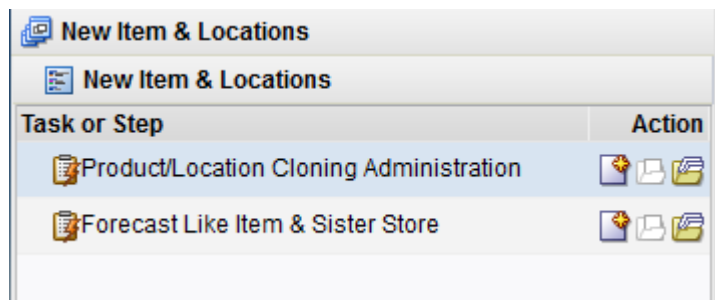 New Item & Locations
New Item & Locations
Task or Step Action
Product/Location Cloning Administration
Forecast Like Item & Sister Store